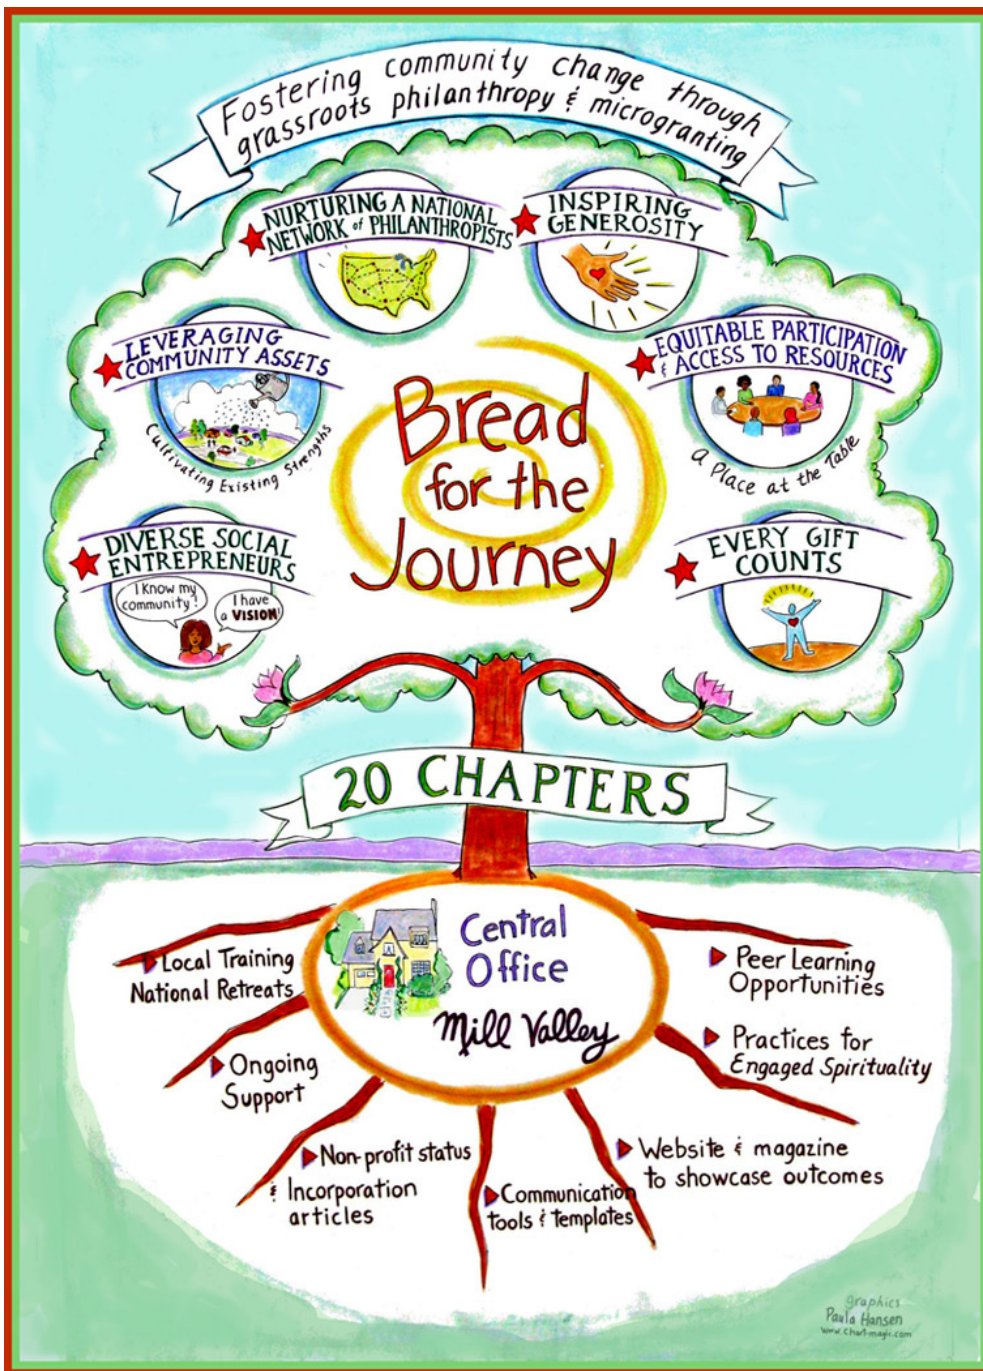 Fostering community change through
grassroots philanthropy & microgranting
NURTURING A NATIONAL
NETWORK of PHILANTHROPISTS
INSPIRING
GENEROSITY
LEVERAGING
COMMUNITY ASSETS
Cultivating Existing Strengths
EQUITABLE PARTICIPATION
& ACCESS TO RESOURCES
a Place at the Table
Bread
for the
Journey
DIVERSE SOCIAL
ENTREPRENEURS
I know my
community!
I have
a VISION!
EVERY GIFT
COUNTS
20 CHAPTERS
Central
Office
Mill Valley
Local Training
National Retreats
Ongoing
Support
Non-profit status
& Incorporation
articles
Communication
tools & templates
Website & magazine
to showcase outcomes
Practices for
Engaged Spirituality
Peer Learning
Opportunities
graphics
Paula Hansen
www.chart-magic.com